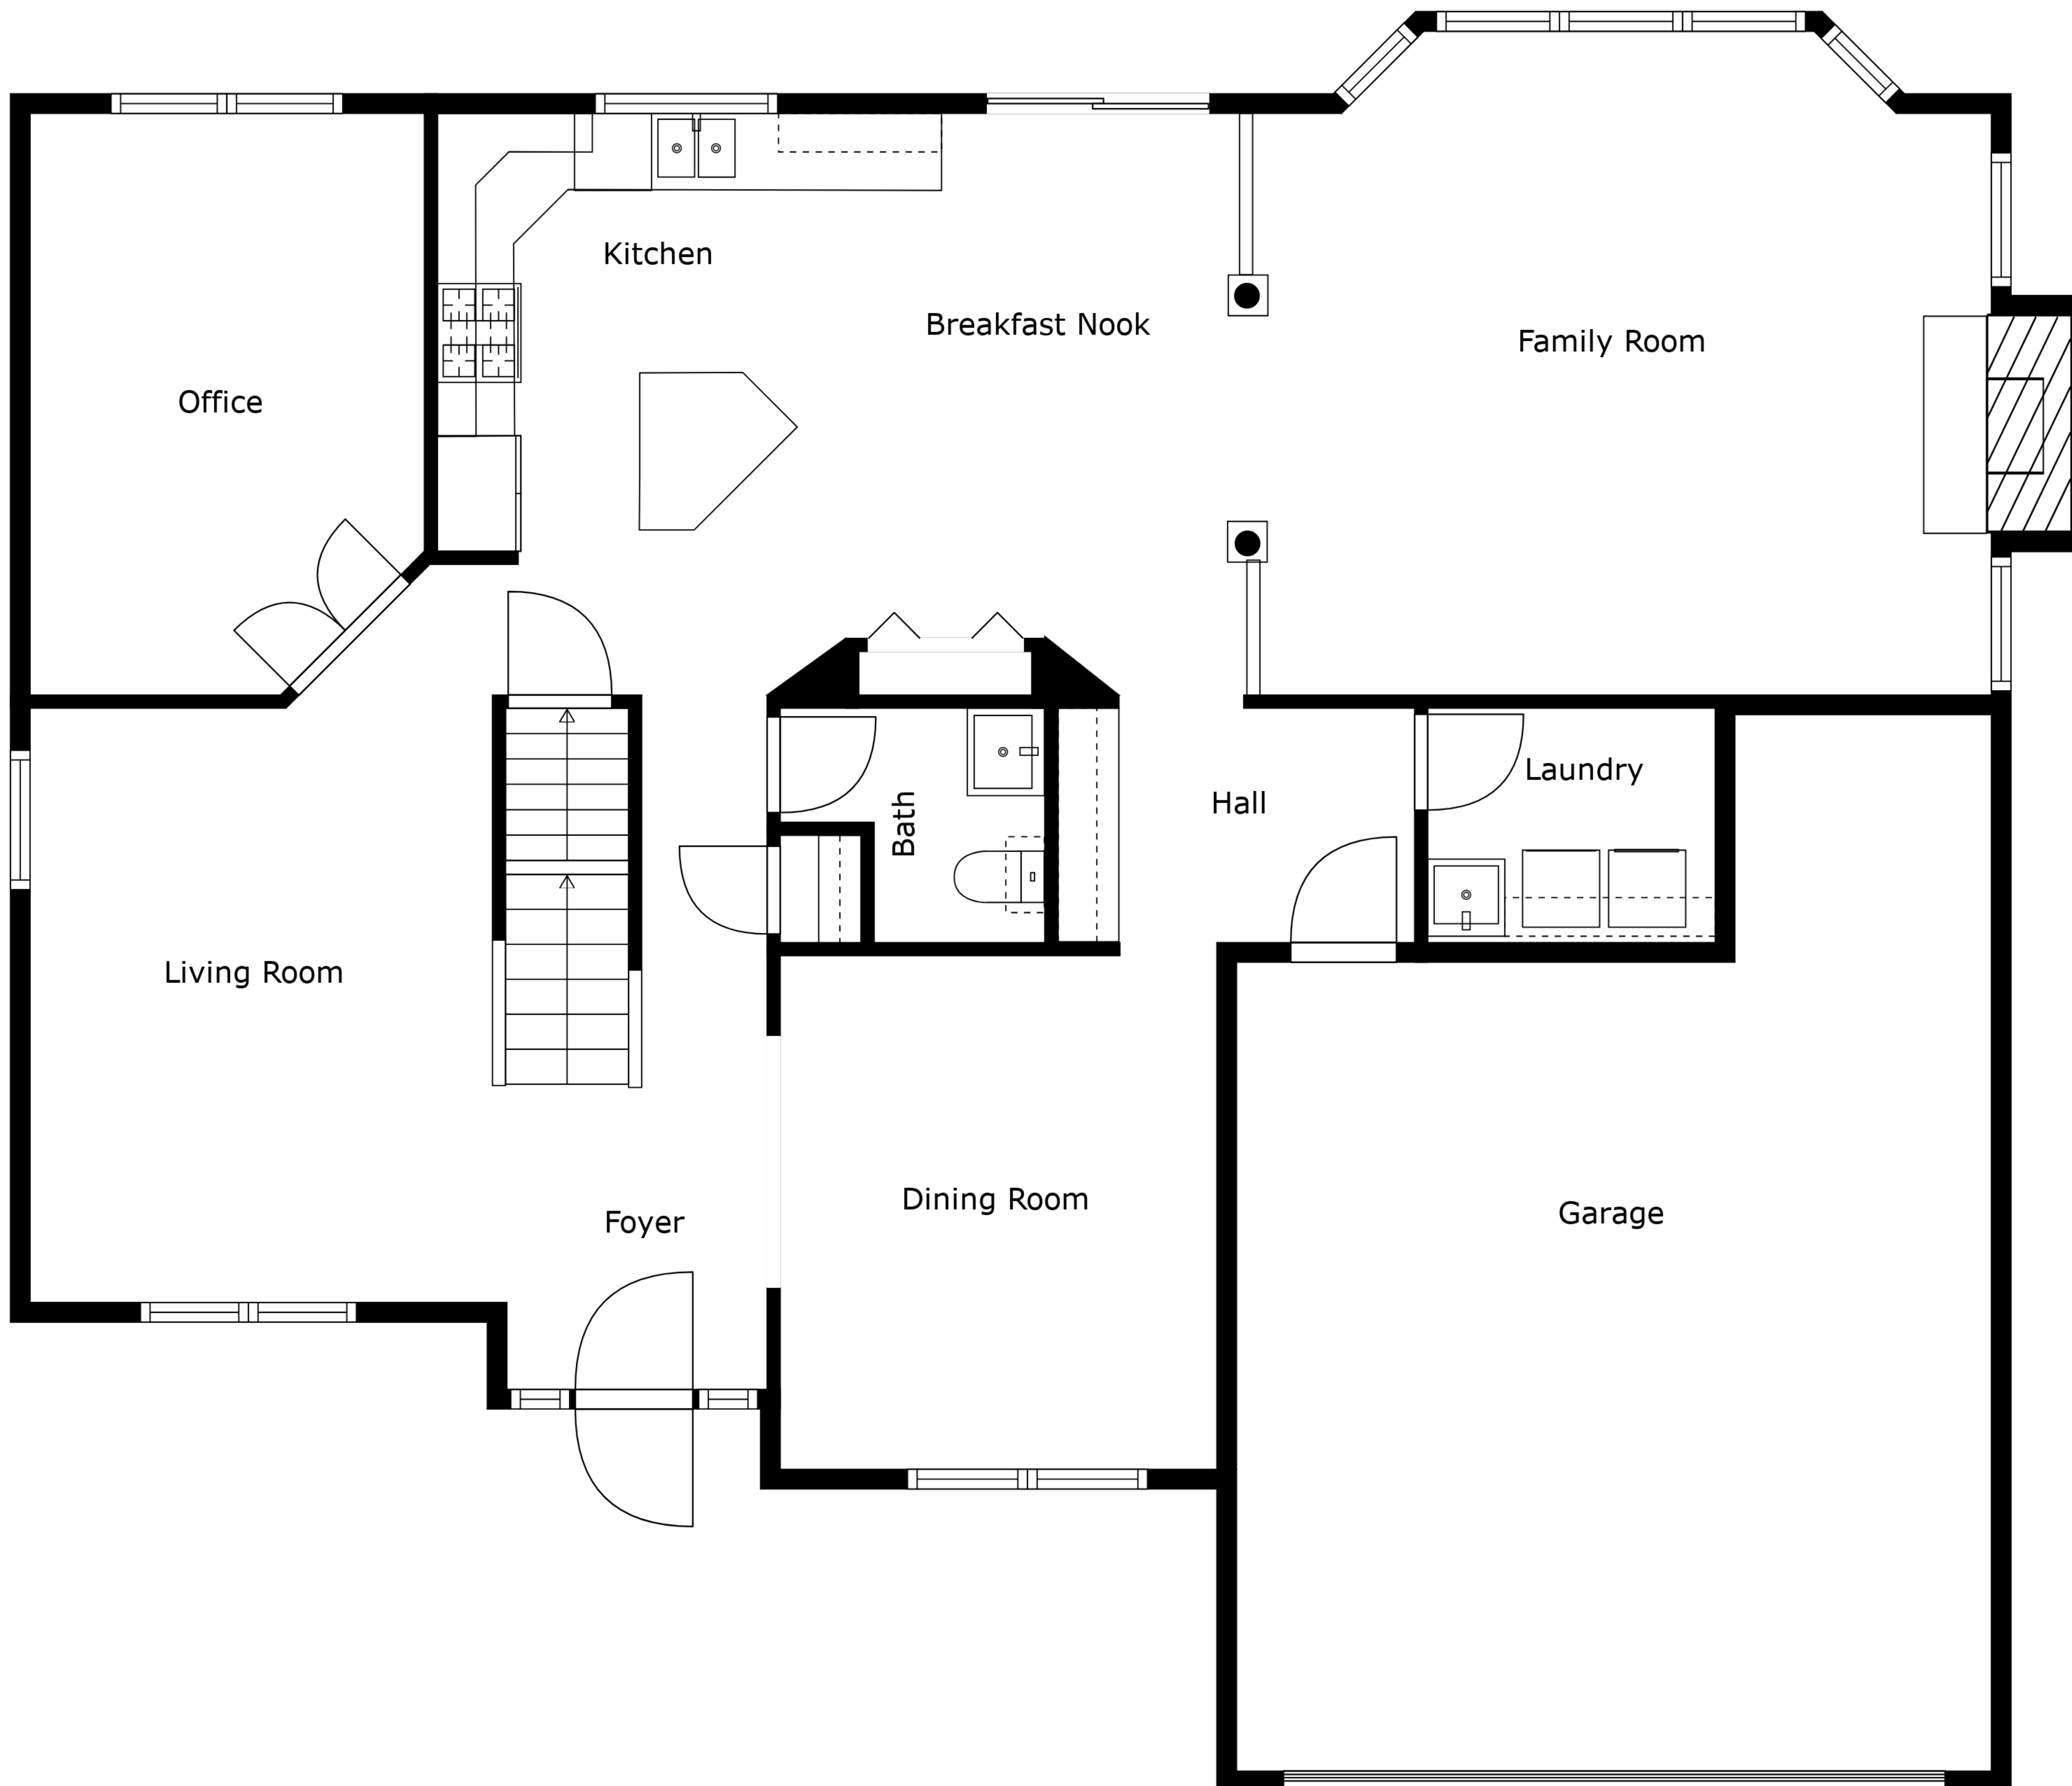 Kitchen
Breakfast Nook
Family Room
Office
Laundry
Hall
Bath
Living Room
Dining Room
Garage
Foyer